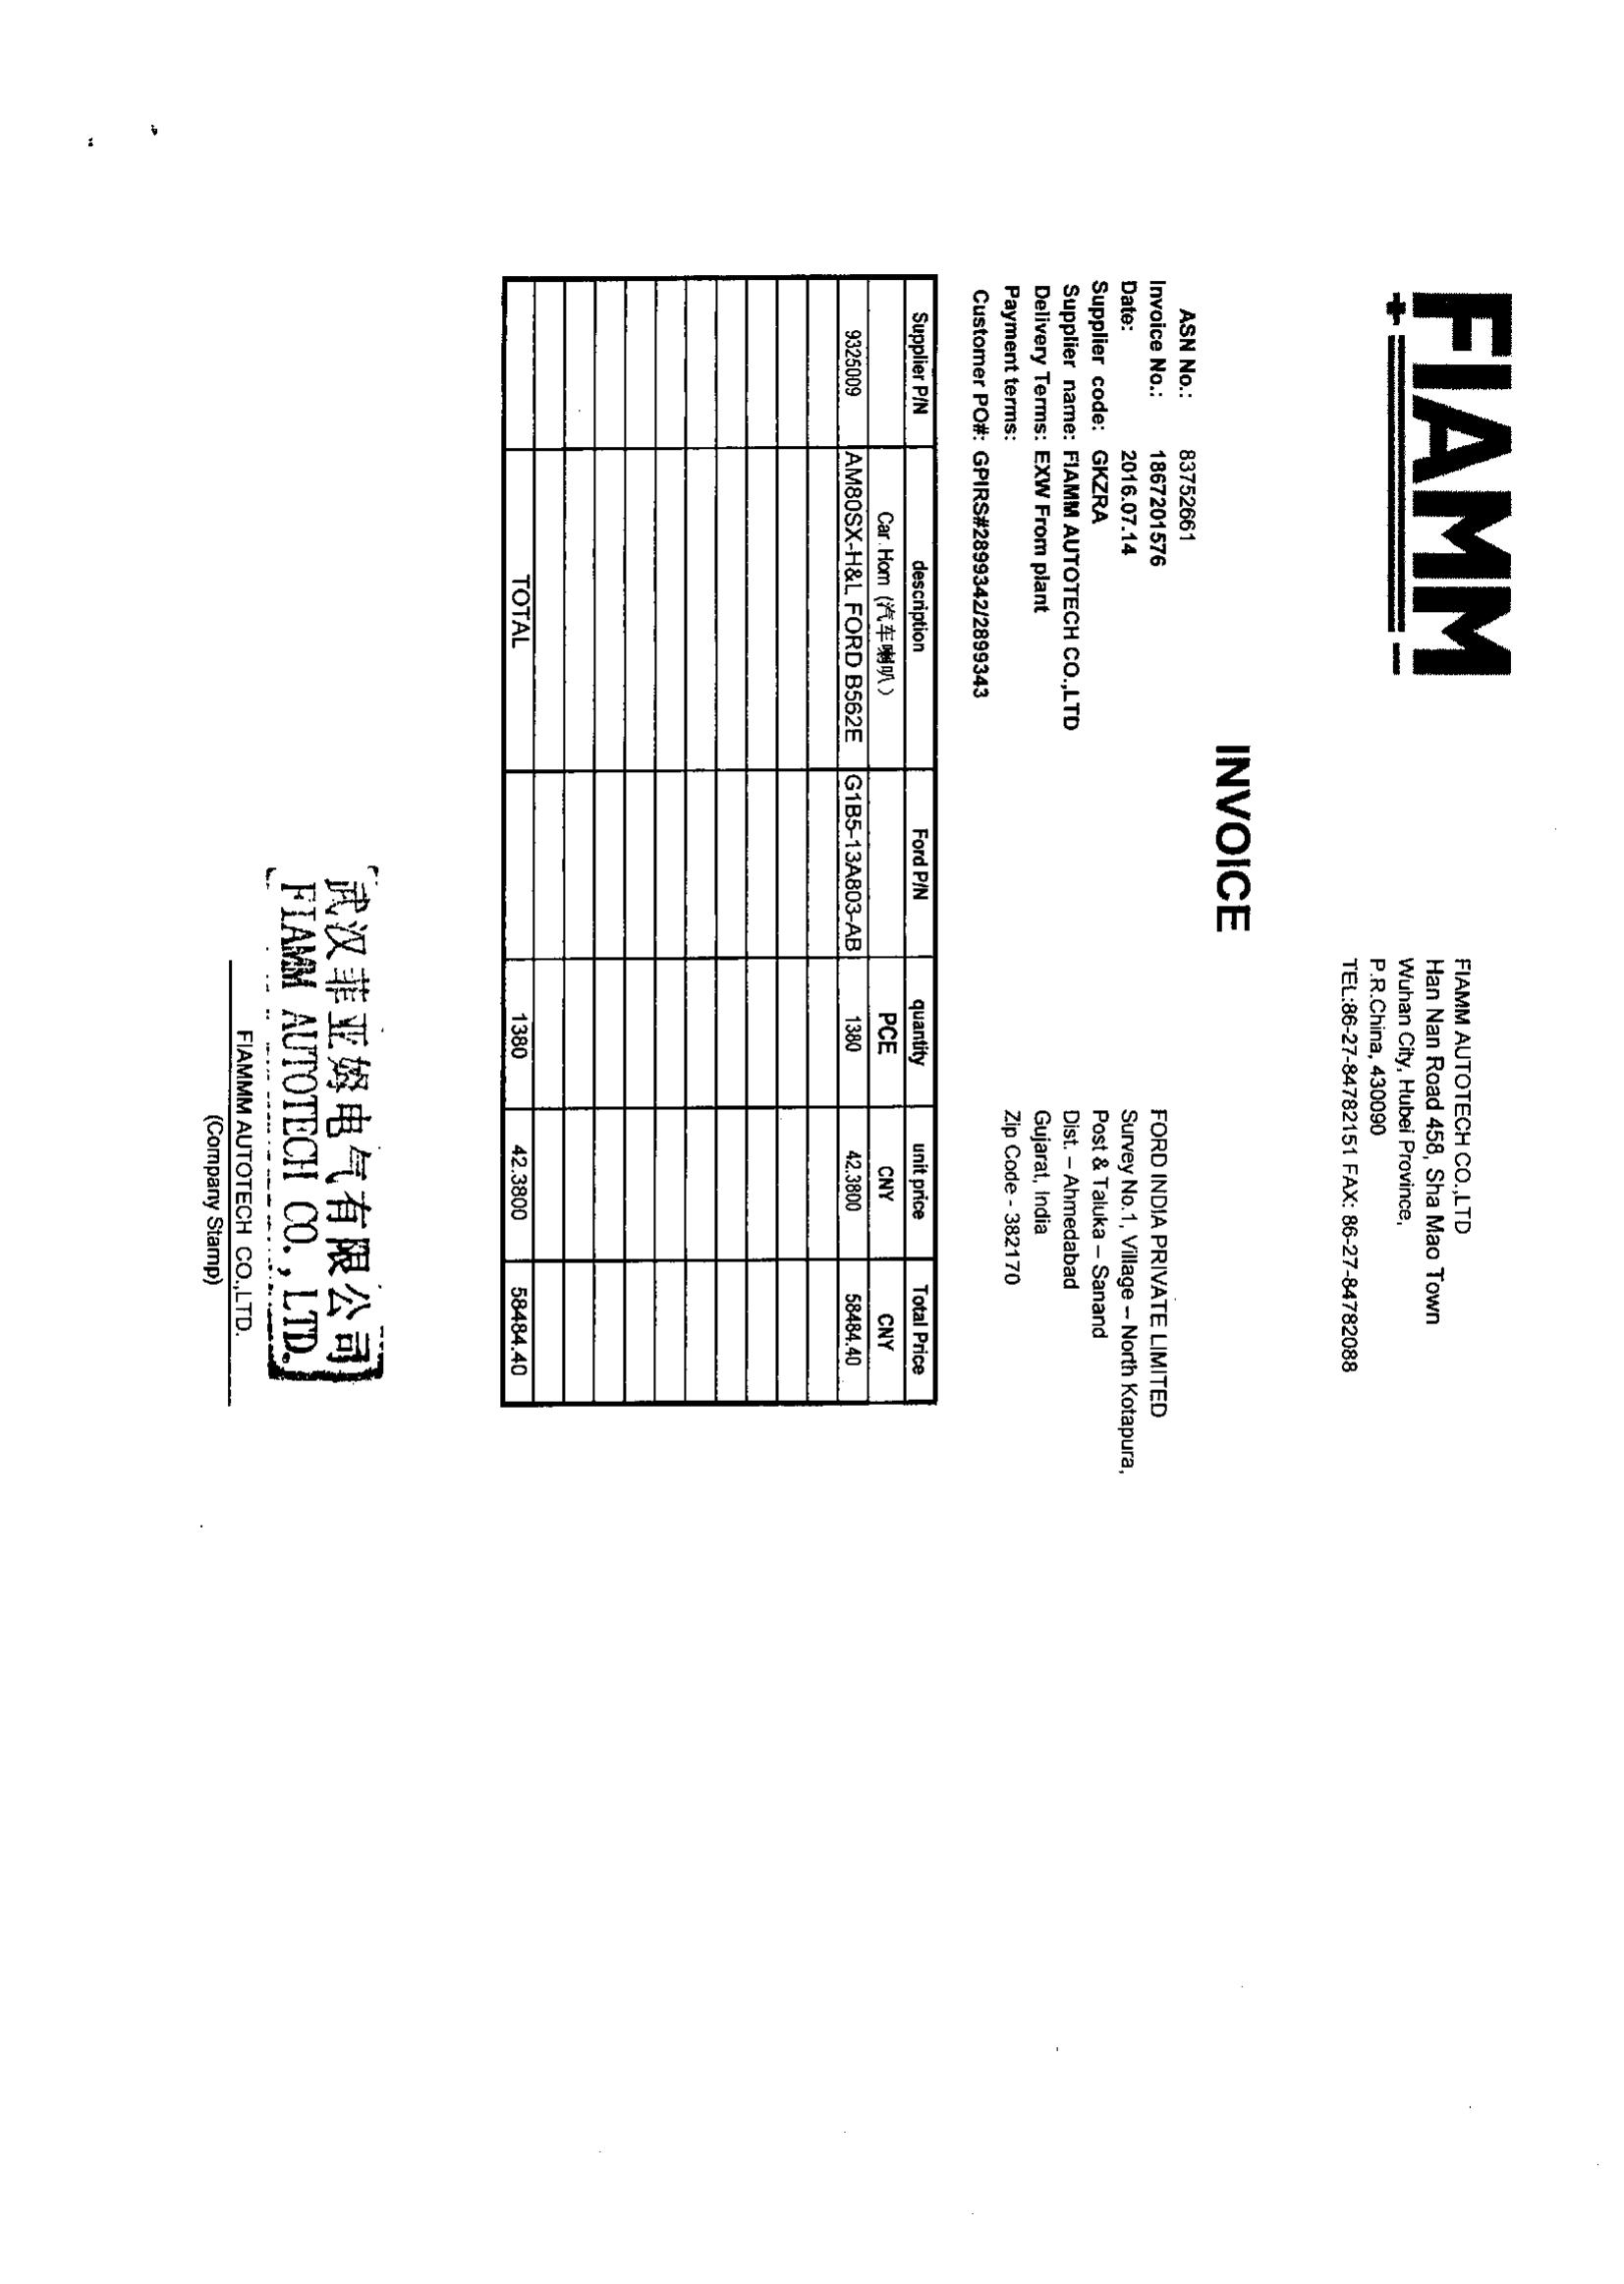 FIAMM
FIAMM AUTOTECH CO.,LTD
Han Nan Road 458, Sha Mao Town
Wuhan City, Hubei Province,
P.R.China, 430090
TEL:86-27-84782151 FAX: 86-27-84782088
INVOICE
ASN No.: 83752661
Invoice No.: 186720‌1576
Date: 2016.07.14
Supplier code: GKZRA
Supplier name: FIAMM AUTOTECH CO.,LTD
Delivery Terms: EXW From plant
Payment terms:
Customer PO#: GPIRS#2899342/2899343
FORD INDIA PRIVATE LIMITED
Survey No.1, Village – North Kotapura,
Post & Taluka – Sanand
Dist. – Ahmedabad
Gujarat, India
Zip Code - 382170
Supplier P/N description Ford P/N quantity unit price Total Price
Car Horn (汽车喇叭) PCE CNY CNY
9325009 AM80SX-H&L FORD B562E G1B5-13A803-AB 1380 42.3800 58484.40
TOTAL 1380 42.3800 58484.40
武汉菲亚姆电气有限公司
FIAMM AUTOTECH CO., LTD.
FIAMMM AUTOTECH CO.,LTD.
(Company Stamp)